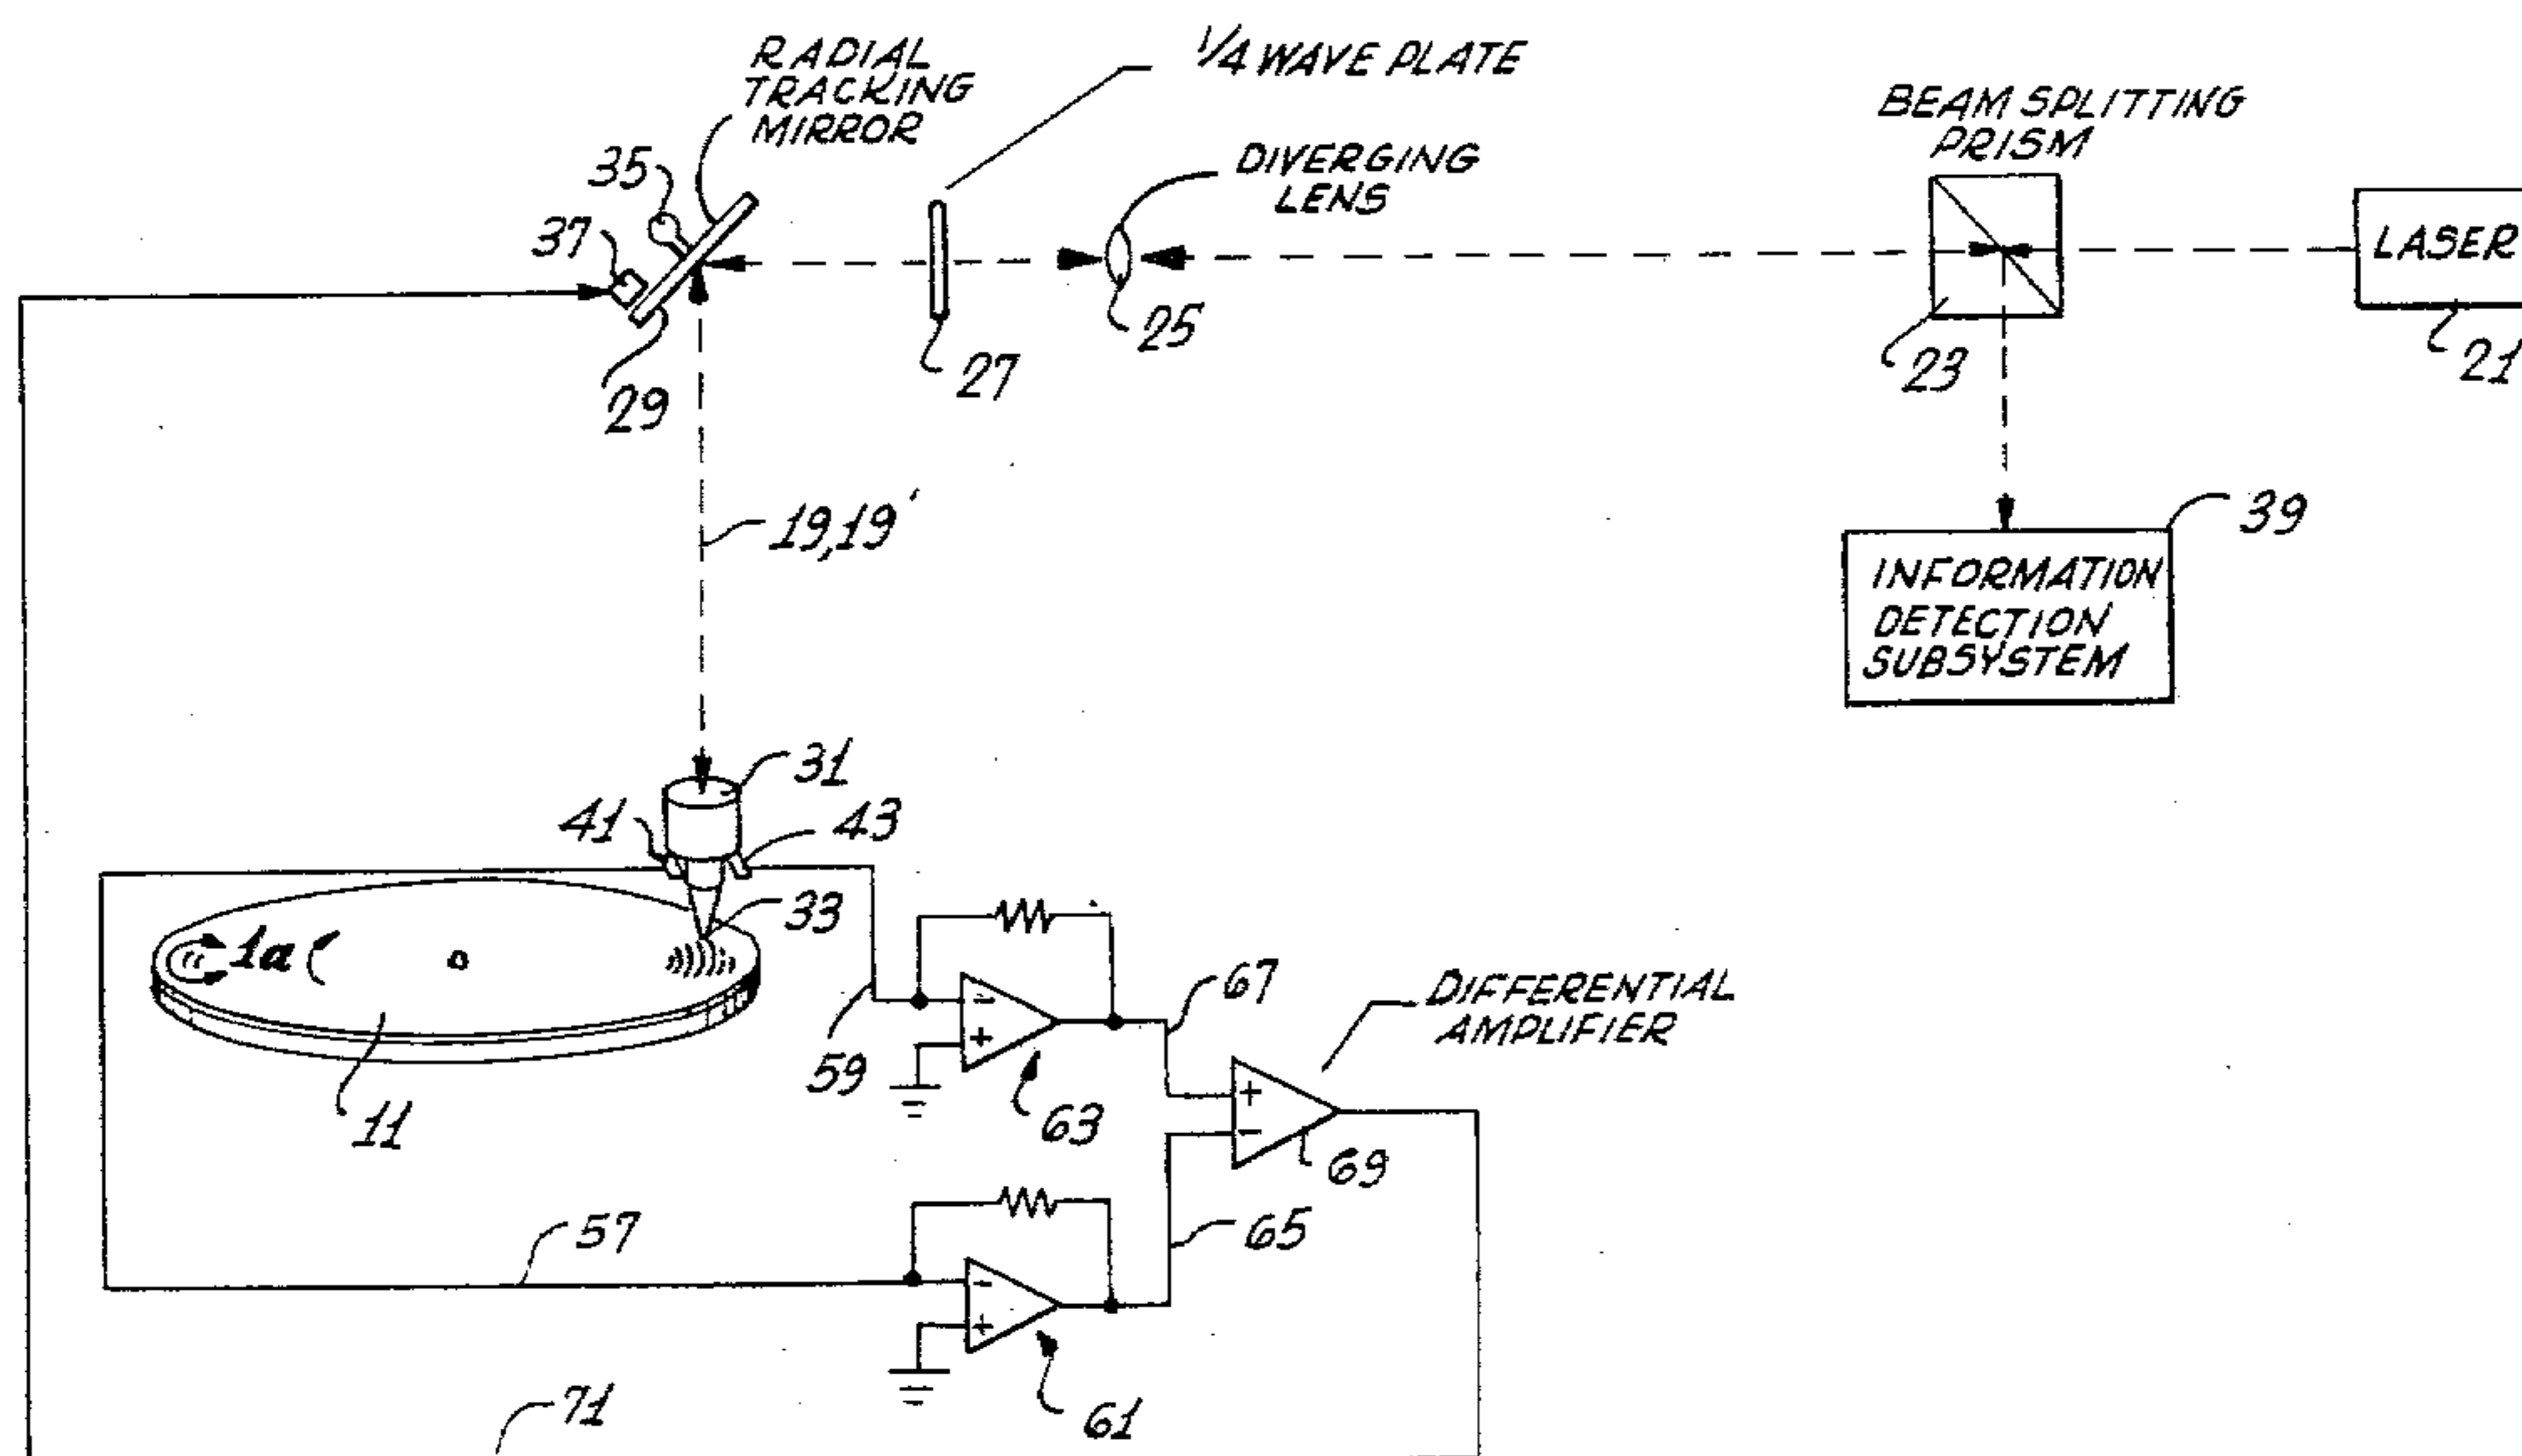 RADIAL
TRACKING
MIRROR
1/4 WAVE PLATE
BEAM SPLITTING
PRISM
DIVERGING
LENS
35
37
LASER
25
27
23
21
29
19,19'
39
INFORMATION
DETECTION
SUBSYSTEM
31
41
43
33
1a
67
DIFFERENTIAL
AMPLIFIER
-
+
59
11
63
+
-
69
57
65
-
+
61
71